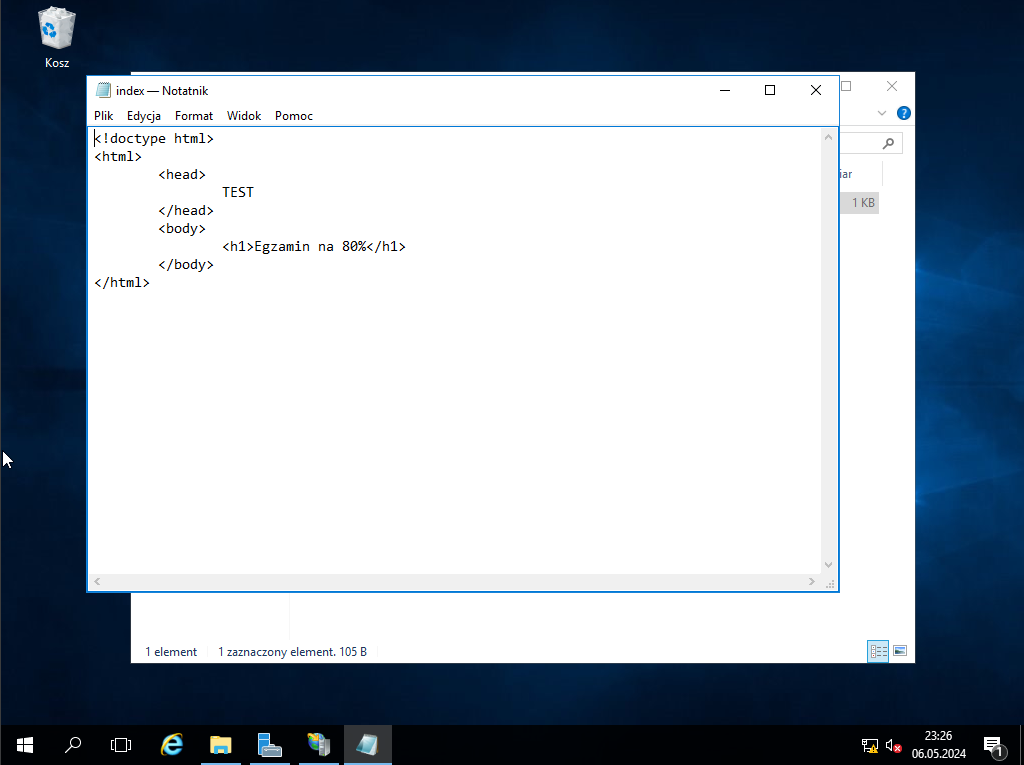 Kosz
index — Notatnik
Plik Edycja Format Widok Pomoc
<!doctype html>
<html>
<head>
TEST
</head>
<body>
<h1>Egzamin na 80%</h1>
</body>
</html>
iar
1 KB
1 element 1 zaznaczony element. 105 B
23:26
06.05.2024
1